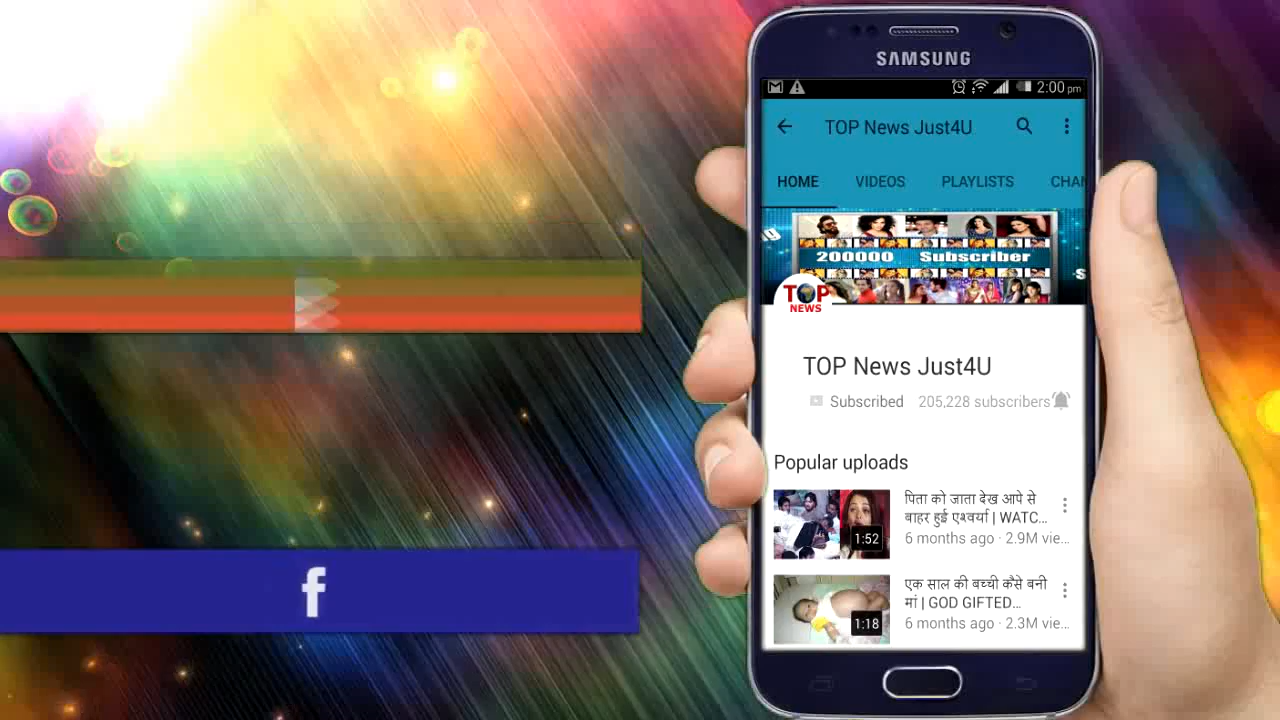 SAMSUNG
2:00 pm
TOP News Just4U
HOME VIDEOS PLAYLISTS CHAN
200000 Subscriber
TOP
NEWS
TOP News Just4U
Subscribed 205,228 subscribers
Popular uploads
पिता को जाता देख आपे से
बाहर हुई एश्वर्या | WATC...
1:52
6 months ago · 2.9M vie...
एक साल की बच्ची कैसे बनी
मां | GOD GIFTED...
1:18
6 months ago · 2.3M vie...
f